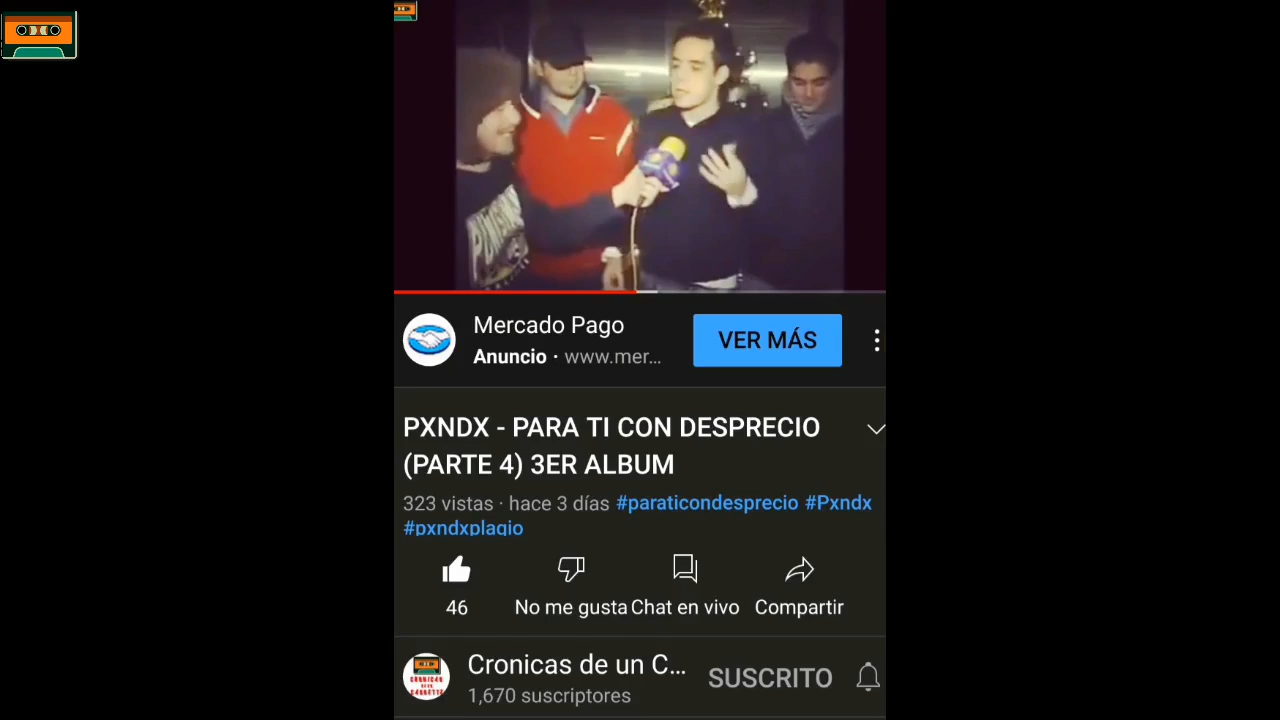 Mercado Pago
Anuncio · www.mer...
VER MÁS
PXNDX - PARA TI CON DESPRECIO
(PARTE 4) 3ER ALBUM
323 vistas · hace 3 días #paraticondesprecio #Pxndx
#pxndxplagio
46
No me gusta
Chat en vivo
Compartir
Cronicas de un C...
SUSCRITO
1,670 suscriptores